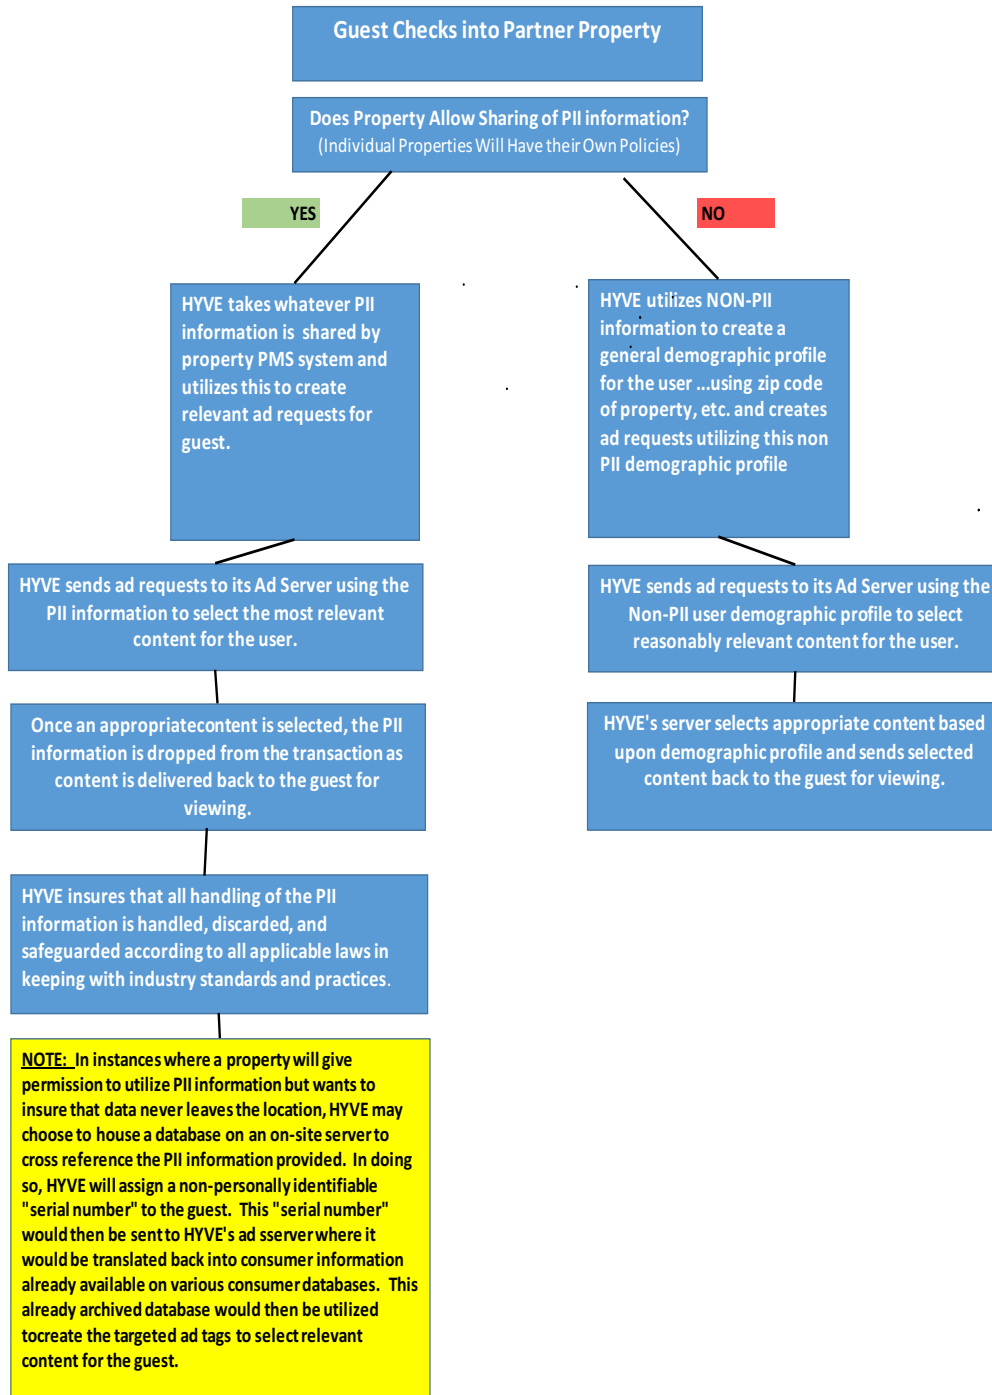 Guest Checks into Partner Property
Does Property Allow Sharing of PII information?
(Individual Properties Will Have their Own Policies)
YES
NO
HYVE takes whatever PII
information is shared by
property PMS system and
utilizes this to create
relevant ad requests for
guest.
HYVE utilizes NON-PII
information to create a
general demographic profile
for the user ...using zip code
of property, etc. and creates
ad requests utilizing this non
PII demographic profile
HYVE sends ad requests to its Ad Server using the
PII information to select the most relevant
content for the user.
HYVE sends ad requests to its Ad Server using the
Non-PII user demographic profile to select
reasonably relevant content for the user.
Once an appropriatecontent is selected, the PII
information is dropped from the transaction as
content is delivered back to the guest for
viewing.
HYVE's server selects appropriate content based
upon demographic profile and sends selected
content back to the guest for viewing.
HYVE insures that all handling of the PII
information is handled, discarded, and
safeguarded according to all applicable laws in
keeping with industry standards and practices.
NOTE: In instances where a property will give
permission to utilize PII information but wants to
insure that data never leaves the location, HYVE may
choose to house a database on an on-site server to
cross reference the PII information provided. In doing
so, HYVE will assign a non-personally identifiable
"serial number" to the guest. This "serial number"
would then be sent to HYVE's ad sserver where it
would be translated back into consumer information
already available on various consumer databases. This
already archived database would then be utilized
tocreate the targeted ad tags to select relevant
content for the guest.